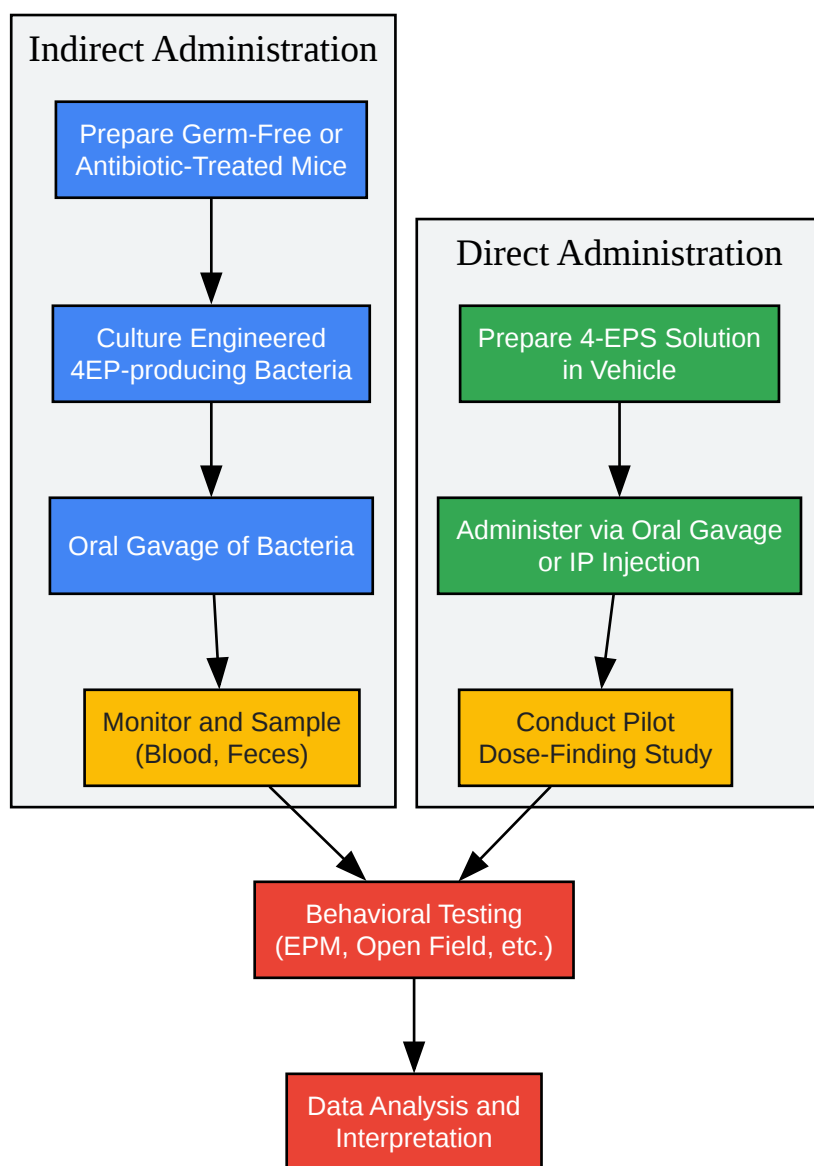 Indirect Administration
Prepare Germ-Free or
Antibiotic-Treated Mice
Culture Engineered
4EP-producing Bacteria
Oral Gavage of Bacteria
Monitor and Sample
(Blood, Feces)
Direct Administration
Prepare 4-EPS Solution
in Vehicle
Administer via Oral Gavage
or IP Injection
Conduct Pilot
Dose-Finding Study
Behavioral Testing
(EPM, Open Field, etc.)
Data Analysis and
Interpretation